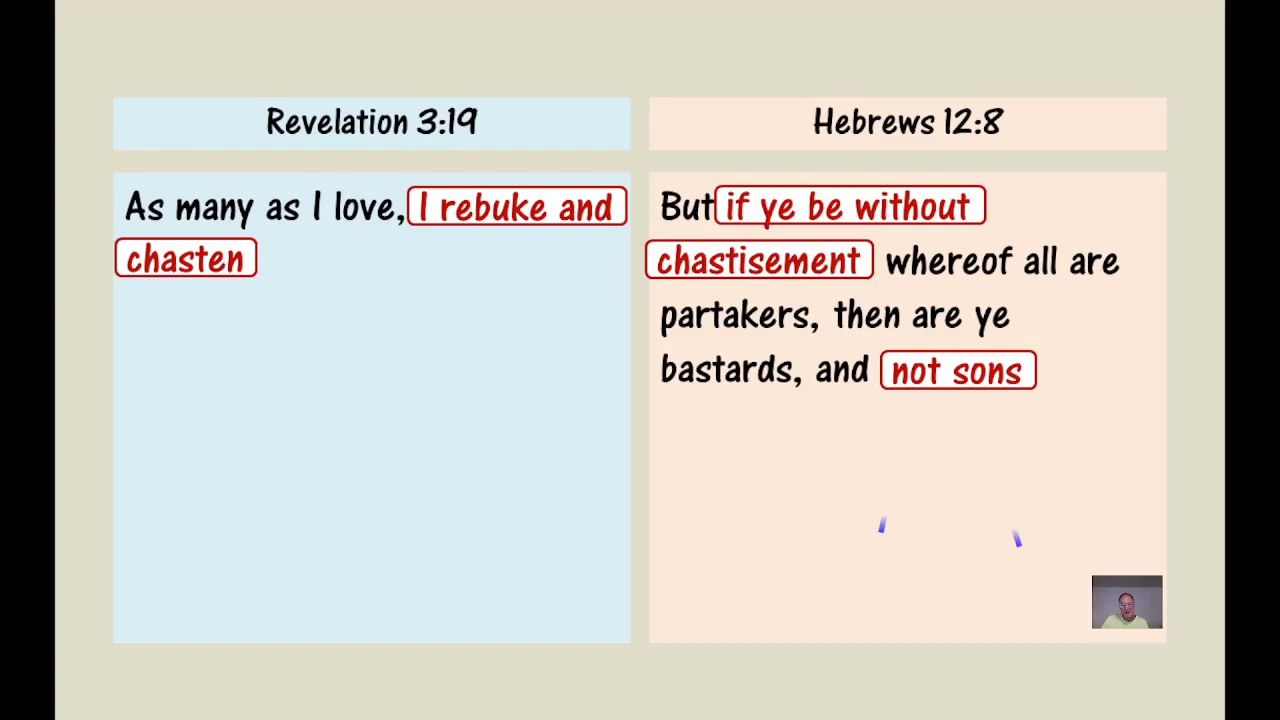 Revelation 3:19
As many as I love, I rebuke and
chasten
Hebrews 12:8
But if ye be without
chastisement whereof all are
partakers, then are ye
bastards, and not sons